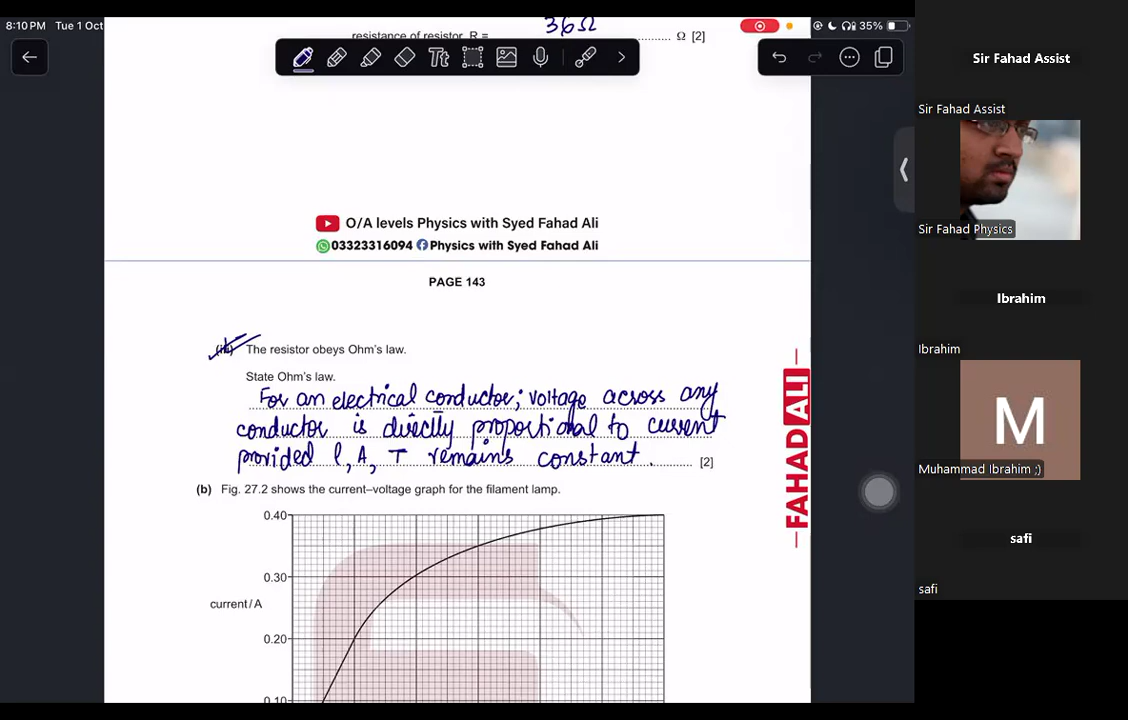 8:10 PM Tue 1 Oct
35%
36Ω
resistance of resistor, R = ............ Ω [2]
Tt
O/A levels Physics with Syed Fahad Ali
03323316094 Physics with Syed Fahad Ali
PAGE 143
(iii) The resistor obeys Ohm's law.
State Ohm's law.
For an electrical conductor; voltage across any
conductor is directly proportional to current
provided l, A, T remains constant.
[2]
(b) Fig. 27.2 shows the current–voltage graph for the filament lamp.
0.40
0.30
current / A
0.20
0.10
FAHAD ALI
Sir Fahad Assist
Sir Fahad Assist
Sir Fahad Physics
Ibrahim
Ibrahim
M
Muhammad Ibrahim ;)
safi
safi